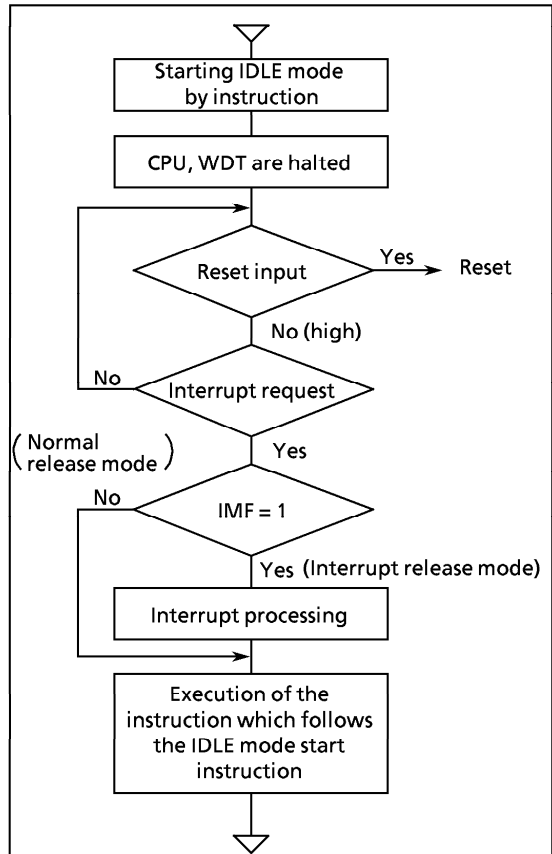 Starting IDLE mode
by instruction
CPU, WDT are halted
Reset input
Yes
Reset
No (high)
No
Interrupt request
Yes
(Normal
release mode)
No
IMF = 1
Yes (Interrupt release mode)
Interrupt processing
Execution of the
instruction which follows
the IDLE mode start
instruction